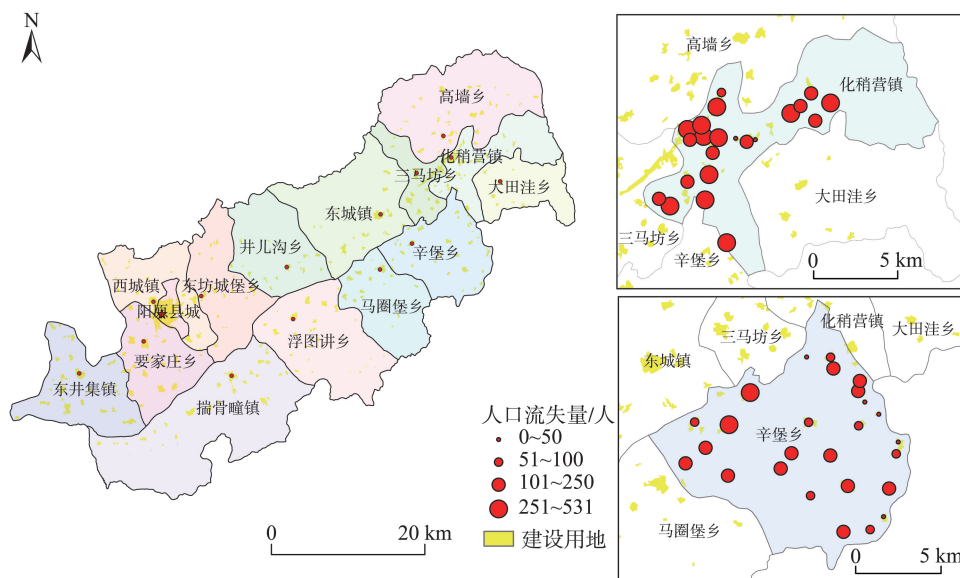 N
高墙乡
化稍营镇
三马坊乡
大田洼乡
东城镇
井儿沟乡
辛堡乡
西城镇
东坊城堡乡
马圈堡乡
阳原县城
浮图讲乡
要家庄乡
东井集镇
揣骨疃镇
0 20 km
人口流失量/人
0~50
51~100
101~250
251~531
建设用地
高墙乡
化稍营镇
大田洼乡
三马坊乡
辛堡乡
0 5 km
化稍营镇
大田洼乡
三马坊乡
东城镇
辛堡乡
马圈堡乡
0 5 km